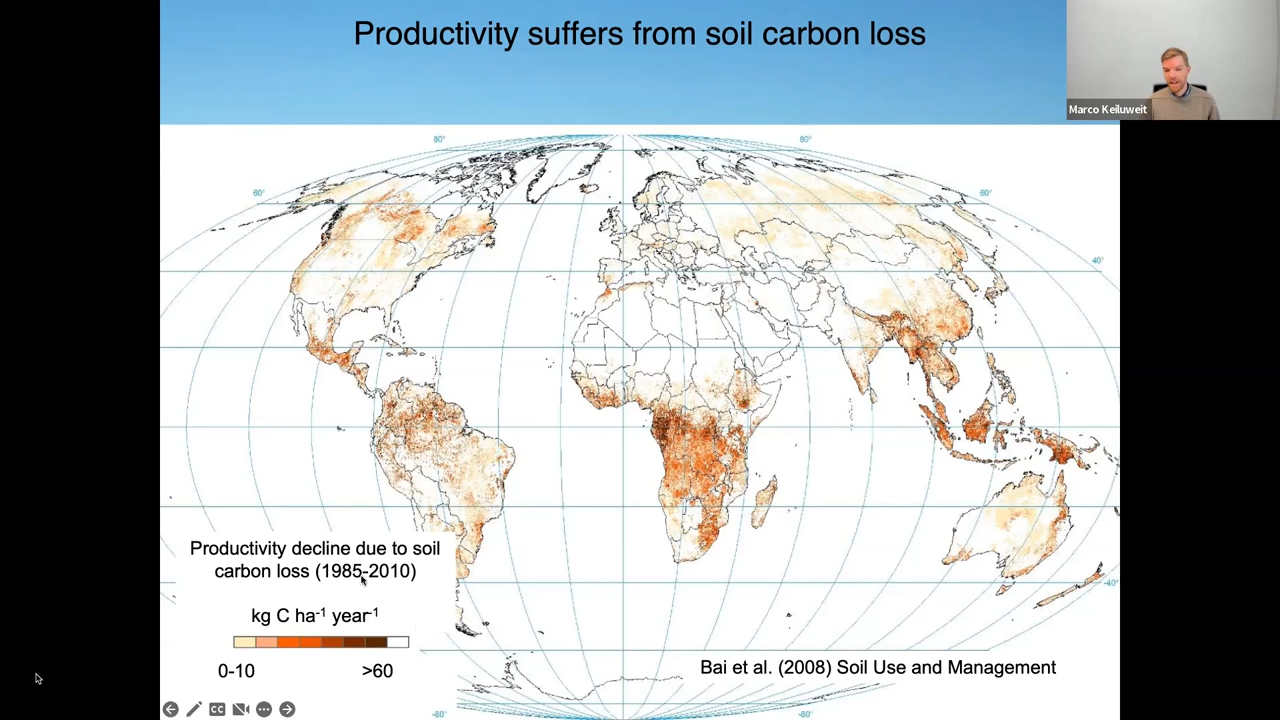 Productivity suffers from soil carbon loss
Marco Keiluweit
80°
80°
60°
60°
40°
Productivity decline due to soil
carbon loss (1985-2010)
-40°
kg C ha-1 year-1
0-10
>60
Bai et al. (2008) Soil Use and Management
CC
-80°
-80°